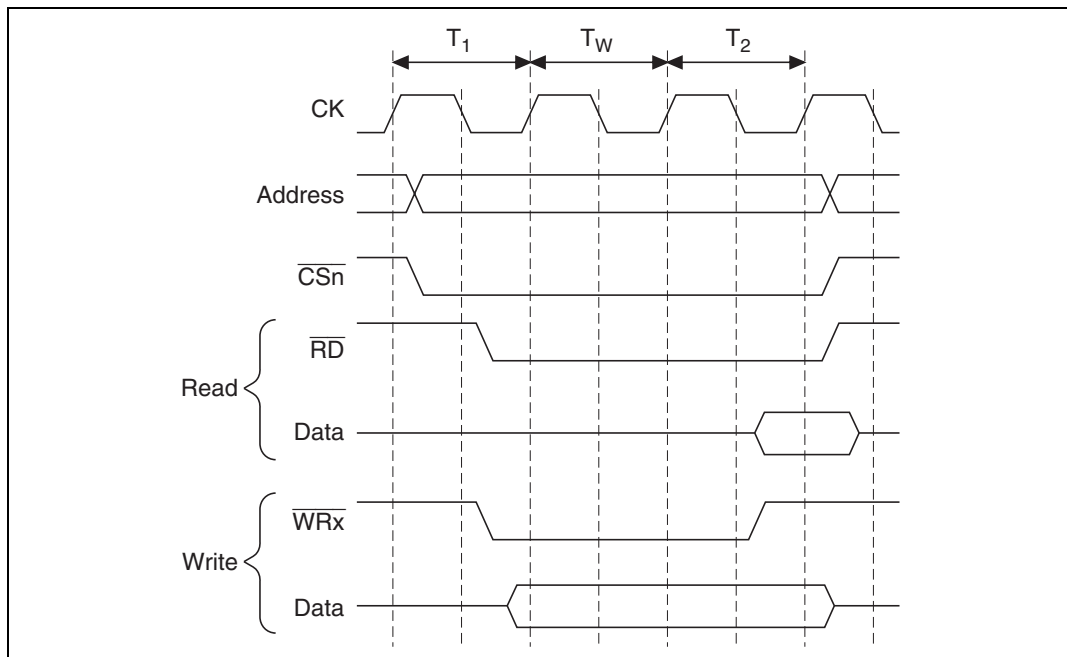 T1 TW T2
CK
Address
CSn
RD
Read
Data
WRx
Write
Data